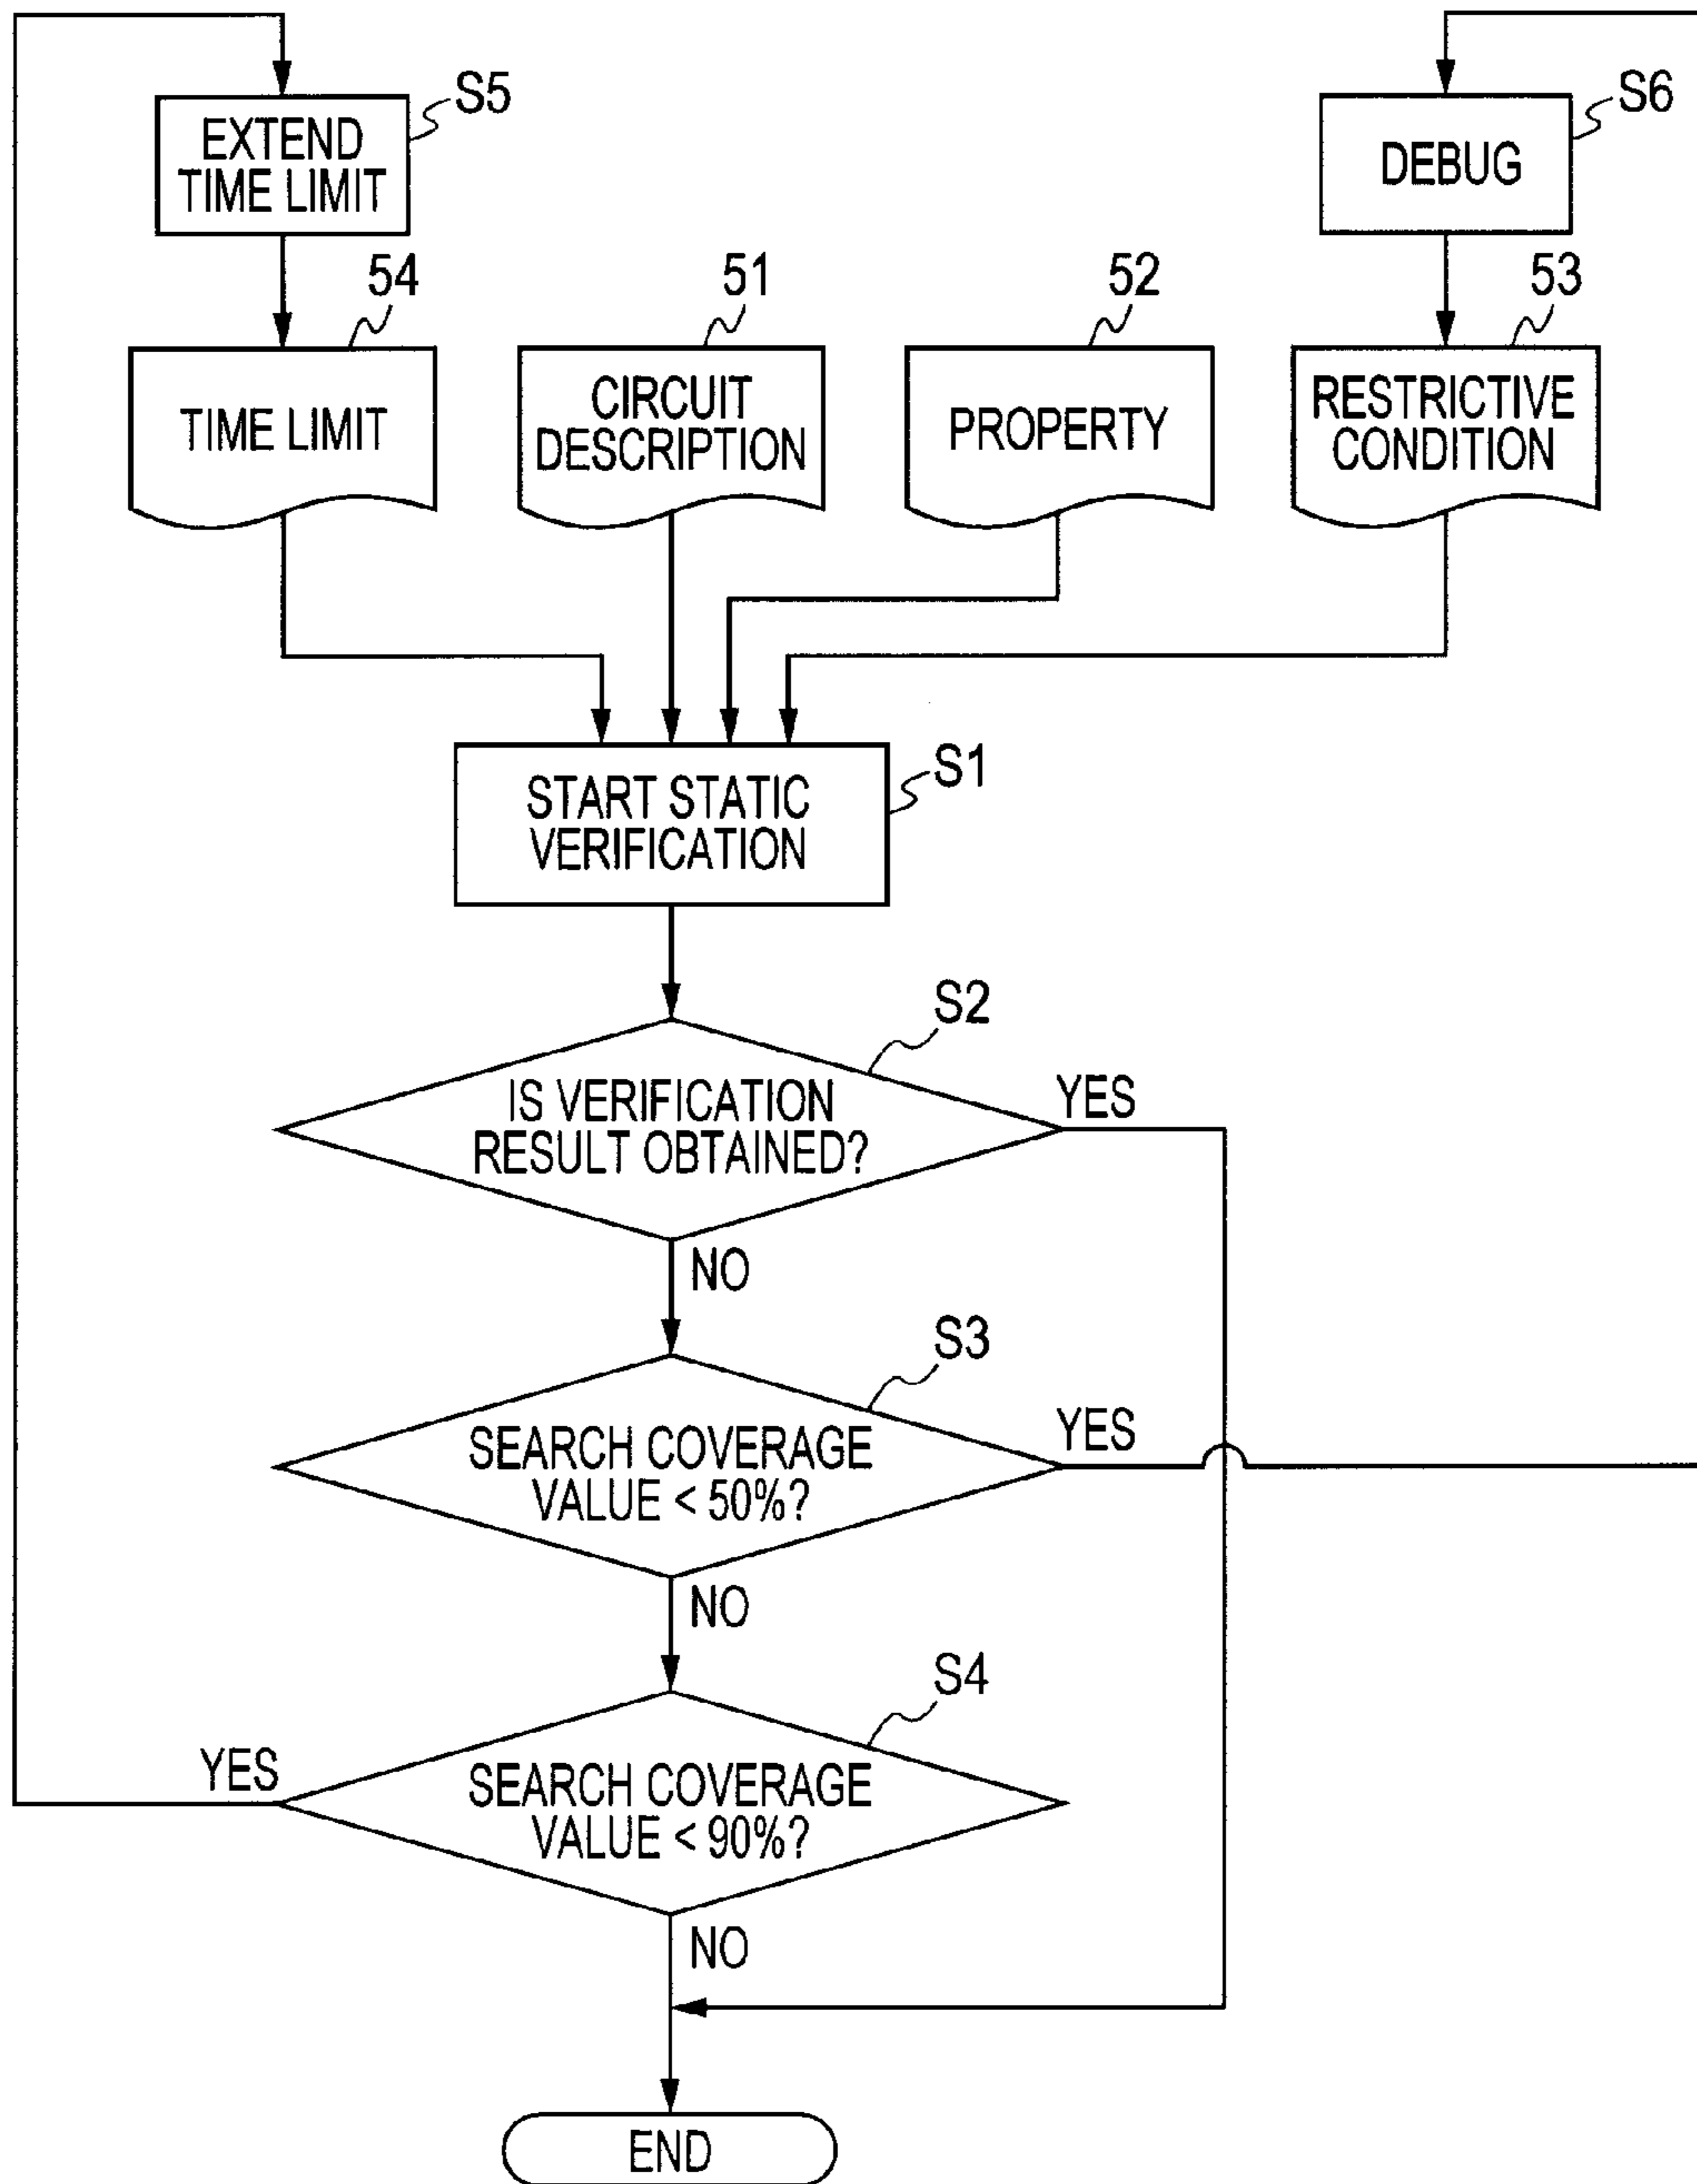 S5
EXTEND
TIME LIMIT
S6
DEBUG
54
TIME LIMIT
51
CIRCUIT
DESCRIPTION
52
PROPERTY
53
RESTRICTIVE
CONDITION
S1
START STATIC
VERIFICATION
S2
IS VERIFICATION
RESULT OBTAINED?
YES
NO
S3
SEARCH COVERAGE
VALUE < 50%?
YES
NO
S4
YES
SEARCH COVERAGE
VALUE < 90%?
NO
END